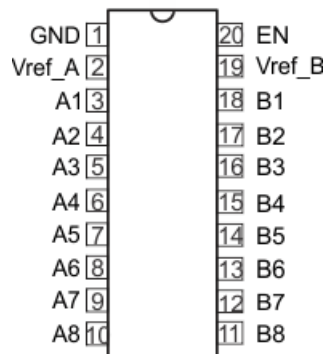 GND 1 20 EN
Vref_A 2 19 Vref_B
A1 3 18 B1
A2 4 17 B2
A3 5 16 B3
A4 6 15 B4
A5 7 14 B5
A6 8 13 B6
A7 9 12 B7
A8 10 11 B8